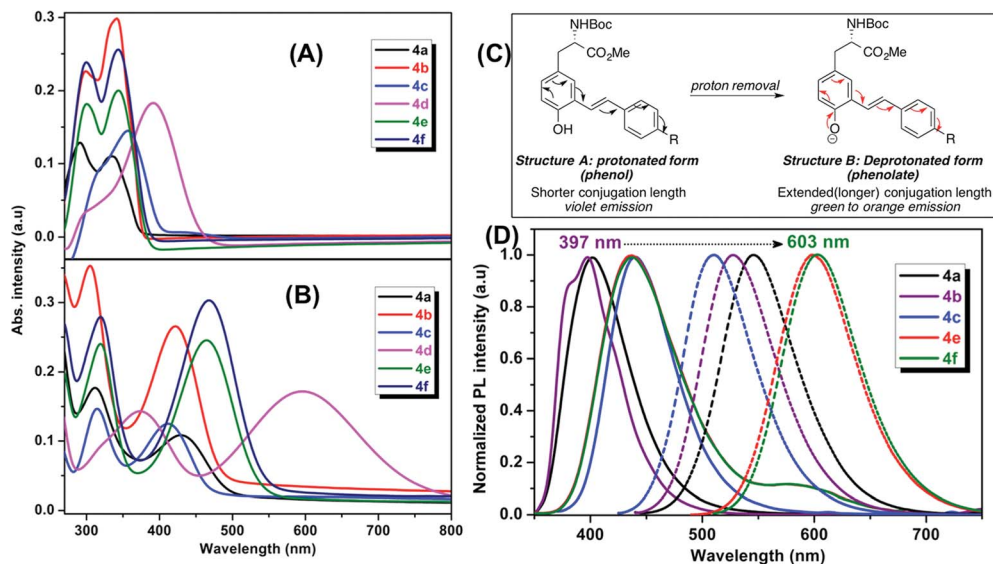 0.3
0.2
0.1
0.0
(A)
4a
4b
4c
4d
4e
4f
Abs. intensity (a.u)
0.3
0.2
0.1
0.0
(B)
4a
4b
4c
4d
4e
4f
300 400 500 600 700 800
Wavelength (nm)
(C)
NHBoc
CO2Me
OH
R
Structure A: protonated form
(phenol)
Shorter conjugation length
violet emission
proton removal
NHBoc
CO2Me
O
⊖
R
Structure B: Deprotonated form
(phenolate)
Extended(longer) conjugation length
green to orange emission
(D)
397 nm
603 nm
4a
4b
4c
4e
4f
Normalized PL intensity (a.u)
1.0
0.8
0.6
0.4
0.2
0.0
400 500 600 700
Wavelength (nm)